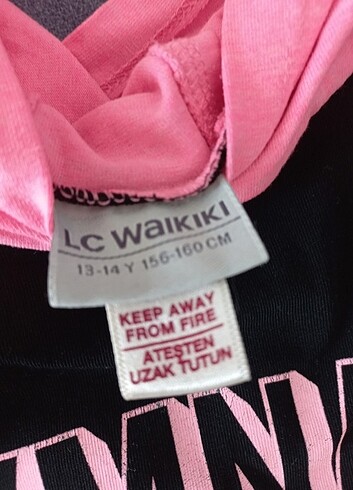 LC WAIKIKI
13-14 Y 156-160 CM
KEEP AWAY
FROM FIRE
ATEŞTEN
UZAK TUTUN